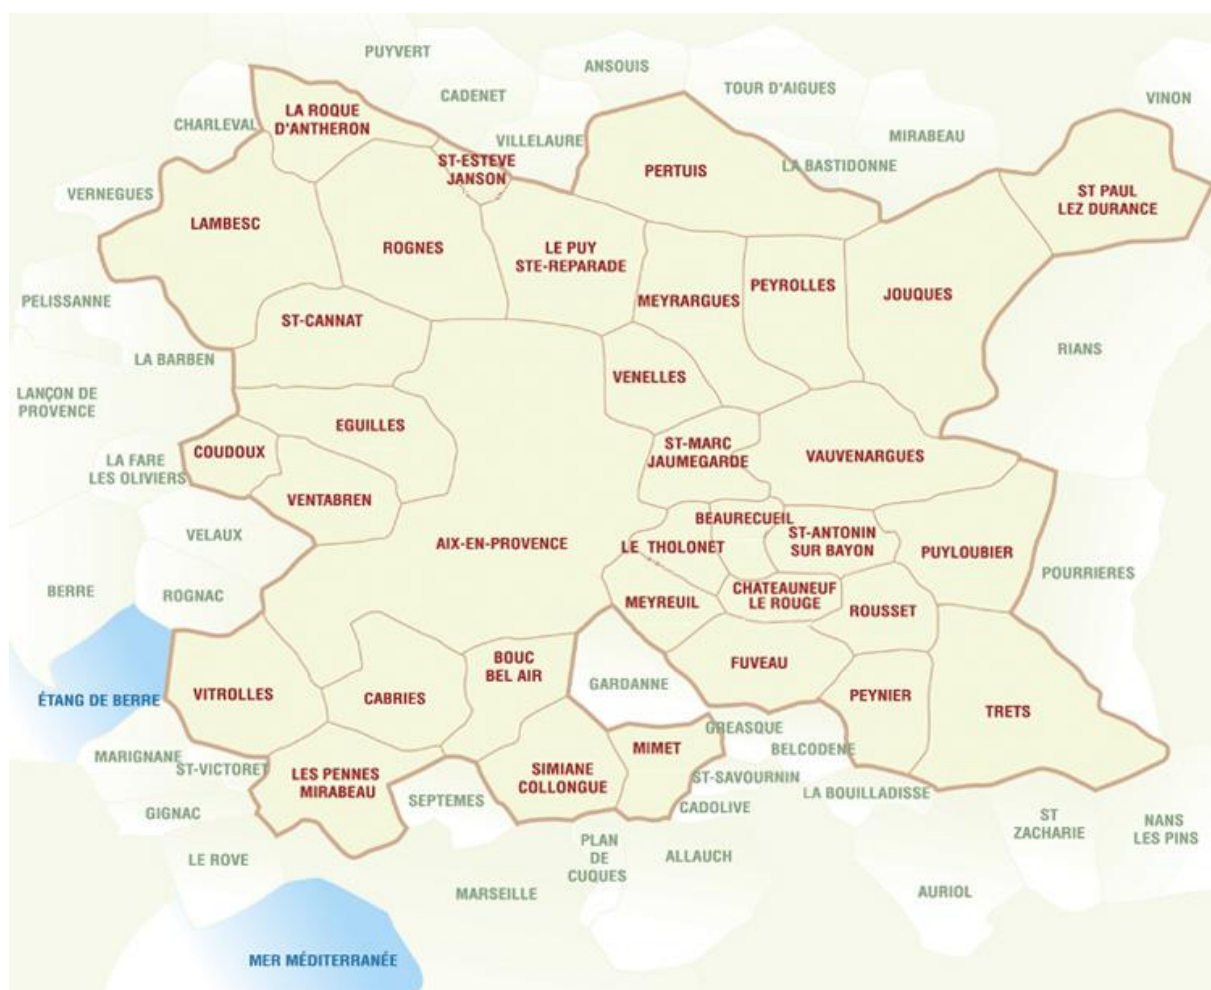 PUYVERT
ANSOUIS
CADENET
TOUR D'AIGUES
VINON
LA ROQUE
D'ANTHERON
CHARLEVAL
VILLELAURE
MIRABEAU
ST-ESTEVE
JANSON
PERTUIS
LA BASTIDONNE
VERNEGUES
ST PAUL
LEZ DURANCE
LAMBESC
ROGNES
LE PUY
STE-REPARADE
PEYROLLES
JOUQUES
MEYRARGUES
PELISSANNE
ST-CANNAT
RIANS
LA BARBEN
VENELLES
LANÇON DE
PROVENCE
EGUILLES
COUDOUX
ST-MARC
JAUMEGARDE
VAUVENARGUES
LA FARE
LES OLIVIERS
VENTABREN
BEAURECUEIL
VELAUX
AIX-EN-PROVENCE
LE THOLONET
ST-ANTONIN
SUR BAYON
PUYLOUBIER
POURRIERES
BERRE
ROGNAC
MEYREUIL
CHATEAUNEUF
LE ROUGE
ROUSSET
BOUC
BEL AIR
FUVEAU
GARDANNE
VITROLLES
CABRIES
PEYNIER
ÉTANG DE BERRE
TRETS
GREASQUE
MIMET
BELCODENE
MARIGNANE
ST-VICTORET
LES PENNES
MIRABEAU
SIMIANE
COLLONGUE
ST-SAVOURNIN
LA BOUILLADISSE
SEPTEMES
CADOLIVE
GIGNAC
ST
ZACHARIE
NANS
LES PINS
PLAN
DE
CUQUES
LE ROVE
ALLAUCH
MARSEILLE
AURIOL
MER MÉDITERRANÉE